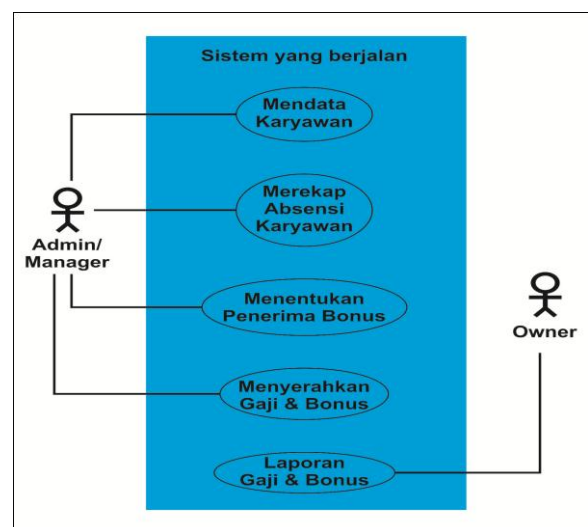 Sistem yang berjalan
Mendata
Karyawan
Merekap
Absensi
Karyawan
Admin/
Manager
Menentukan
Penerima Bonus
Owner
Menyerahkan
Gaji & Bonus
Laporan
Gaji & Bonus